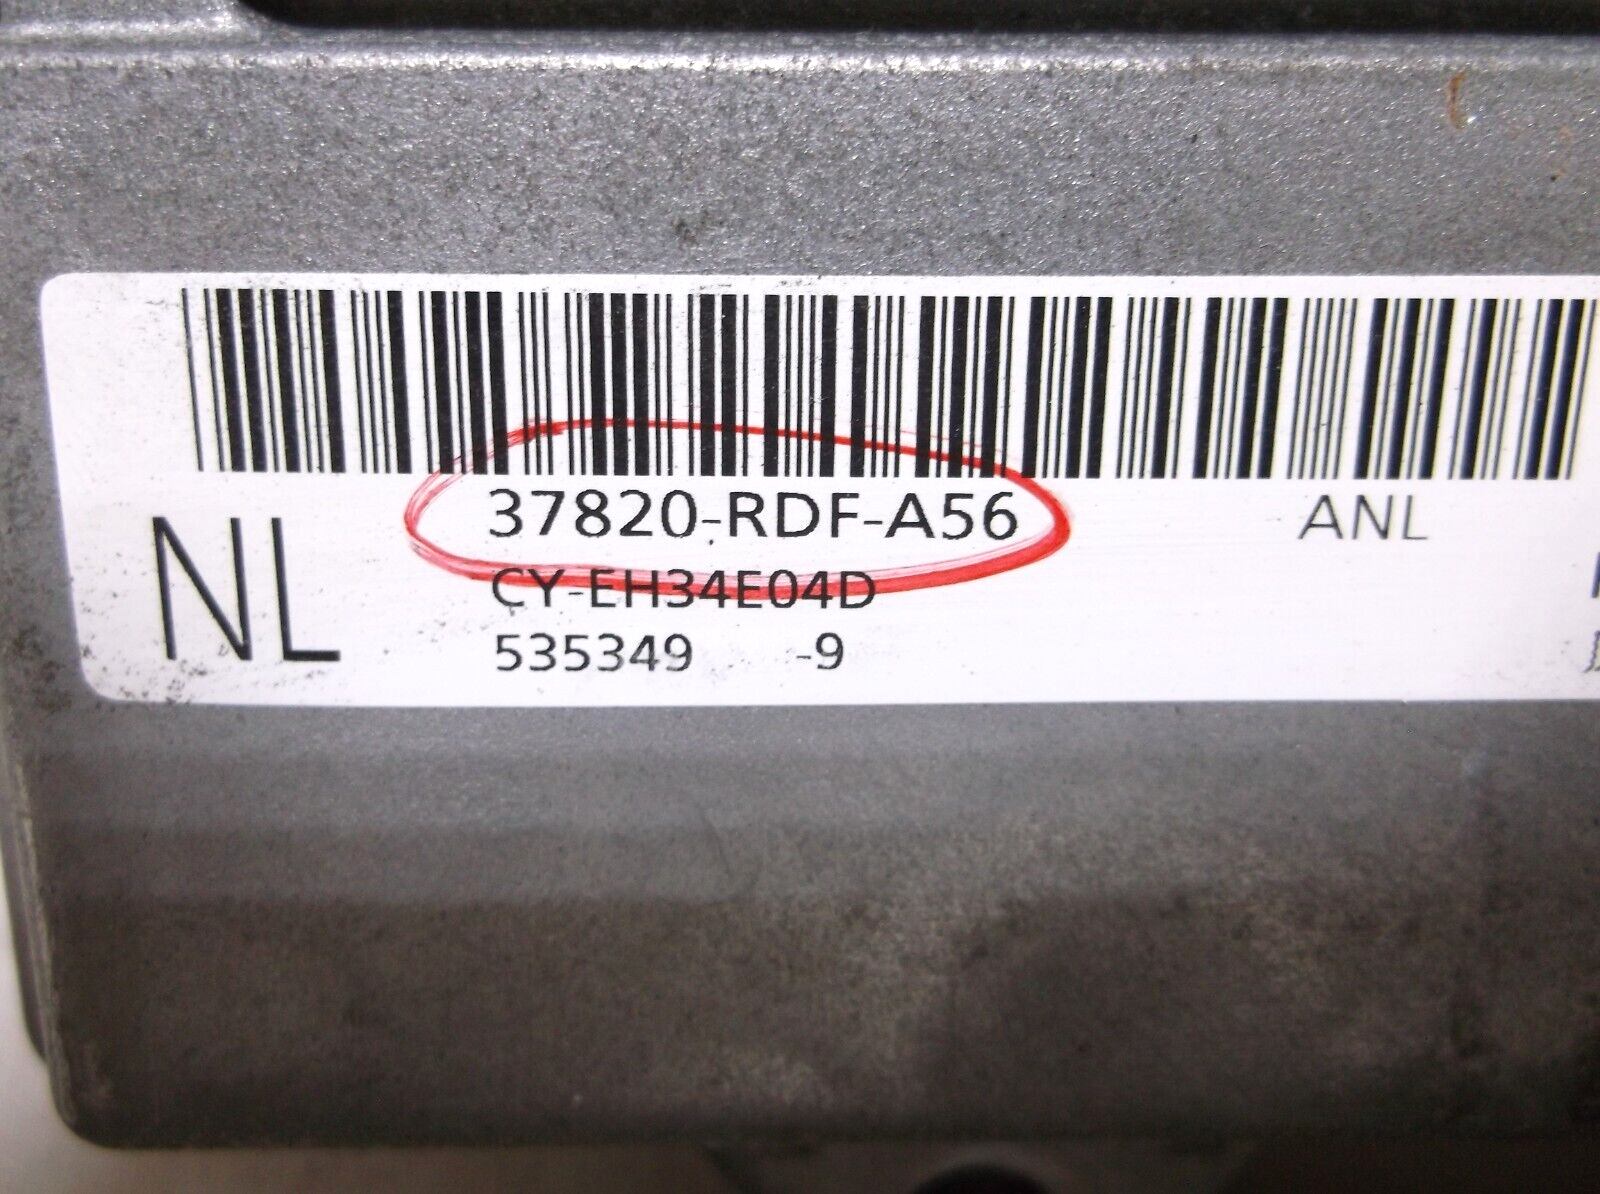 37820-RDF-A56 ANL
NL
CY-EH34E04D
535349 -9